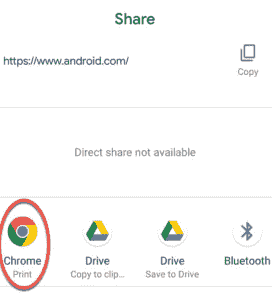 Share
https://www.android.com/
Copy
Direct share not available
Chrome Drive Drive Bluetooth
Print Copy to clip... Save to Drive